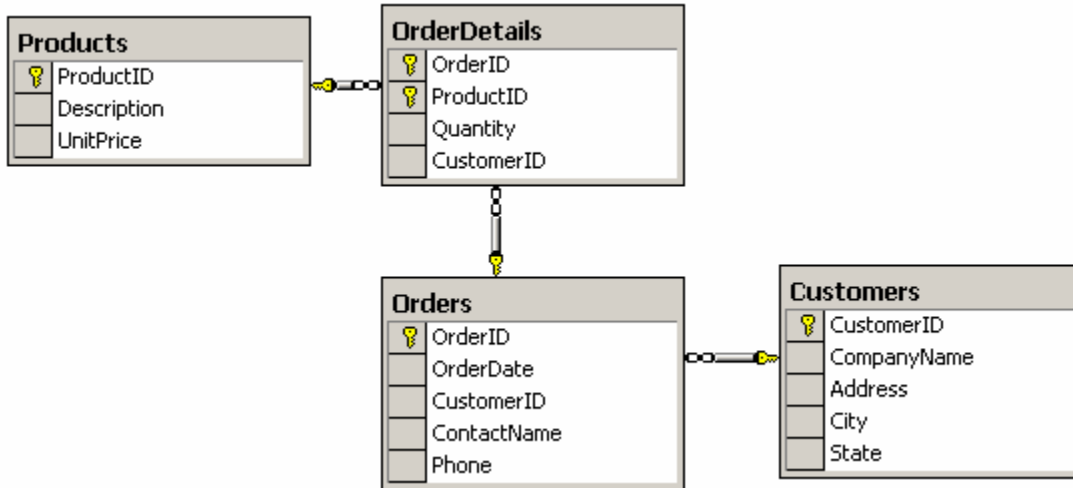 Products
ProductID
Description
UnitPrice
OrderDetails
OrderID
ProductID
Quantity
CustomerID
Orders
OrderID
OrderDate
CustomerID
ContactName
Phone
Customers
CustomerID
CompanyName
Address
City
State